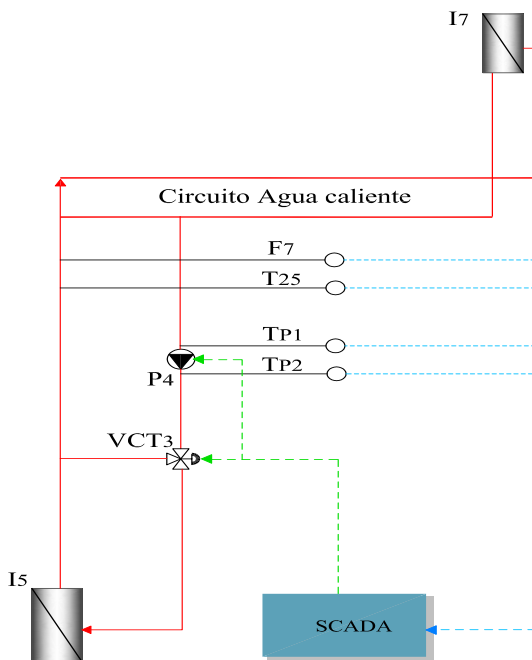 I7
Circuito Agua caliente
F7
T25
TP1
TP2
P4
VCT3
I5
SCADA